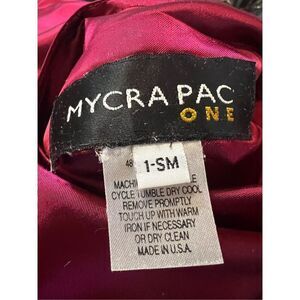 MYCRA PAC
ONE
48
1-SM
MACHI
CYCLE TUMBLE DRY COOL
REMOVE PROMPTLY
TOUCH UP WITH WARM
IRON IF NECESSARY
OR DRY CLEAN
MADE IN U.S.A.